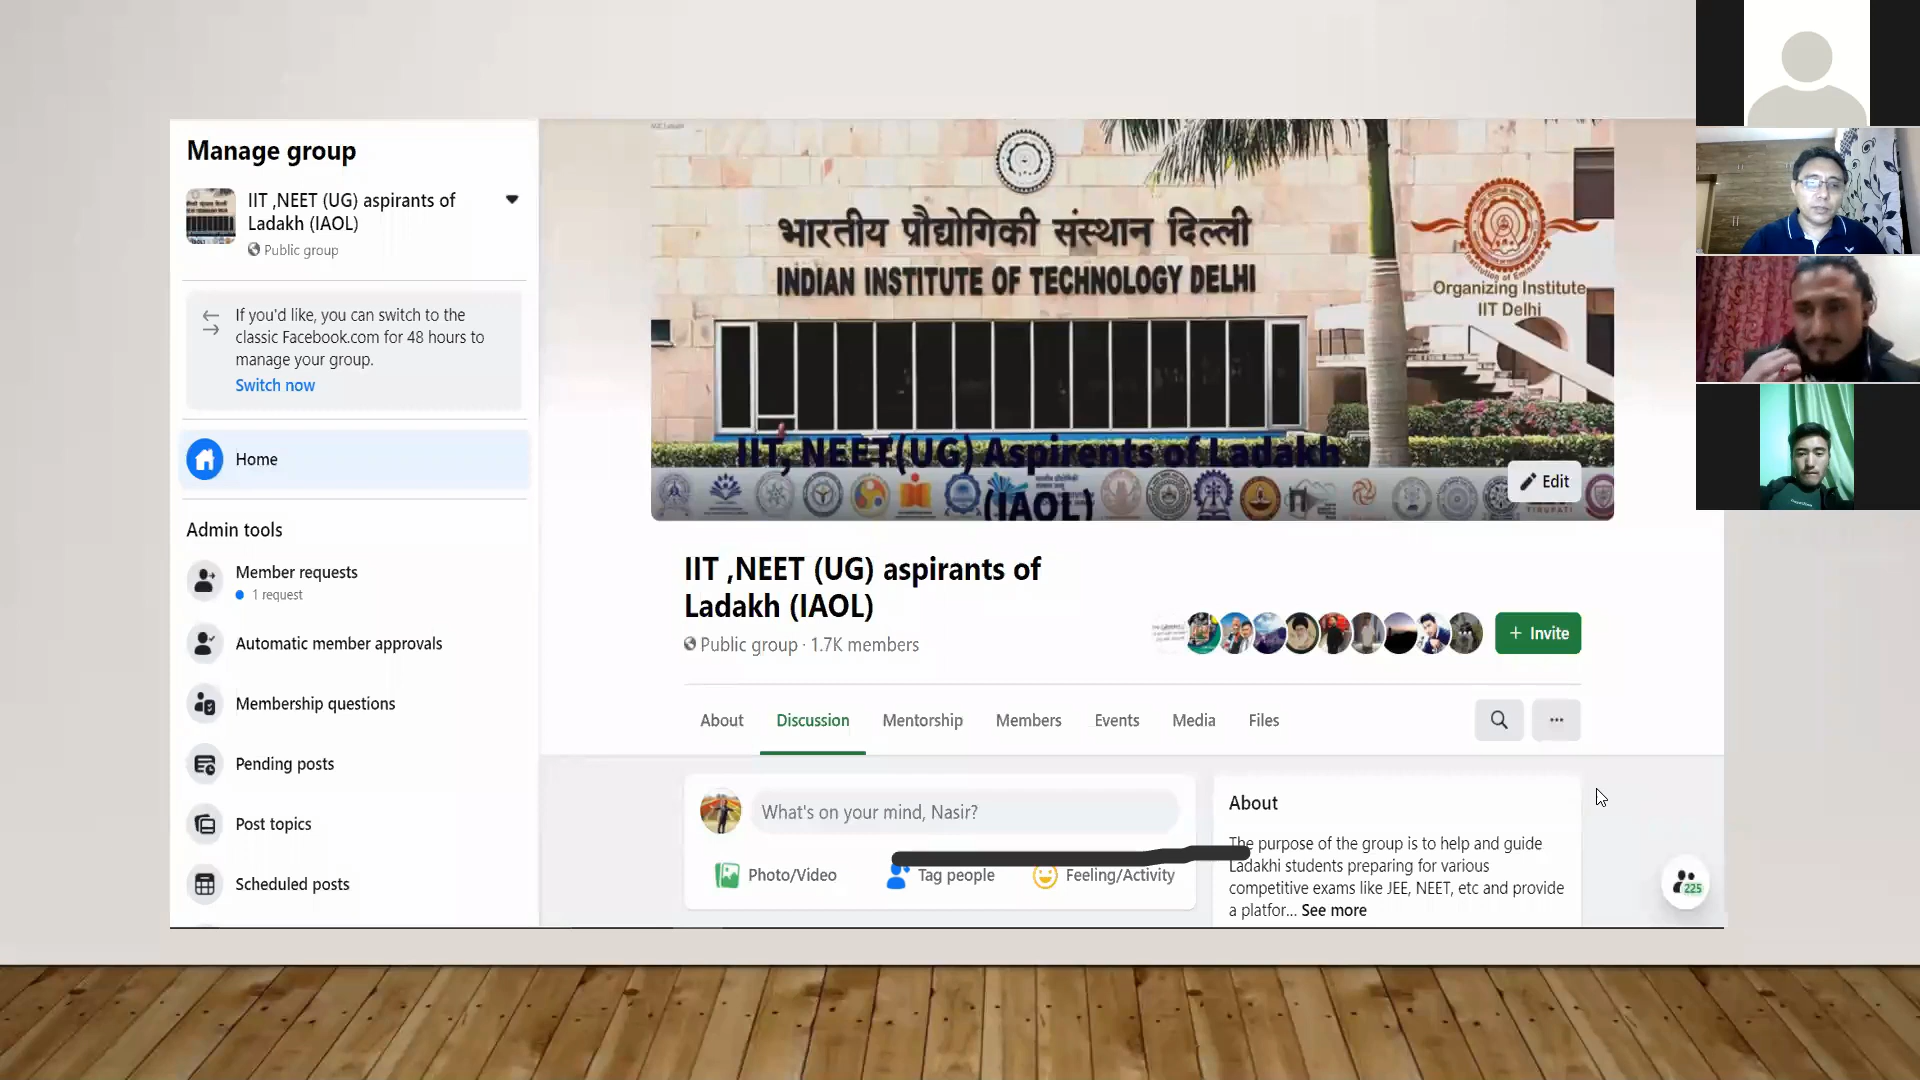 Manage group
IIT ,NEET (UG) aspirants of
Ladakh (IAOL)
Public group
If you'd like, you can switch to the
classic Facebook.com for 48 hours to
manage your group.
Switch now
Home
Admin tools
Member requests
1 request
Automatic member approvals
Membership questions
Pending posts
Post topics
Scheduled posts
भारतीय प्रौद्योगिकी संस्थान दिल्ली
INDIAN INSTITUTE OF TECHNOLOGY DELHI
Organizing Institute
IIT Delhi
IIT, NEET(UG) Aspirents of Ladakh
(IAOL)
TIRUPATI
Edit
IIT ,NEET (UG) aspirants of
Ladakh (IAOL)
Public group · 1.7K members
+ Invite
About Discussion Mentorship Members Events Media Files
What's on your mind, Nasir?
Photo/Video Tag people Feeling/Activity
About
The purpose of the group is to help and guide
Ladakhi students preparing for various
competitive exams like JEE, NEET, etc and provide
a platfor... See more
225